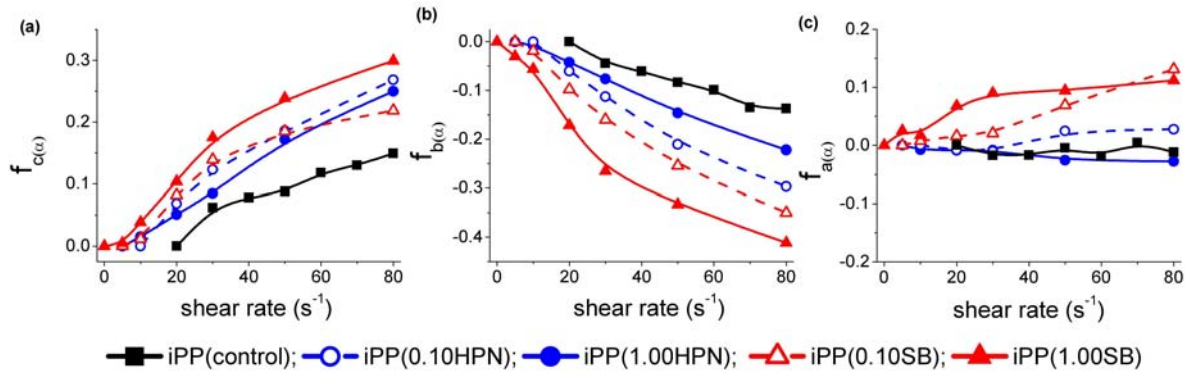 (a)
f c(α)
0.3
0.2
0.1
0.0
0 20 40 60 80
shear rate (s⁻¹)
(b)
f b(α)
0.0
-0.1
-0.2
-0.3
-0.4
0 20 40 60 80
shear rate (s⁻¹)
(c)
f a(α)
0.2
0.1
0.0
-0.1
-0.2
0 20 40 60 80
shear rate (s⁻¹)
iPP(control); iPP(0.10HPN); iPP(1.00HPN); iPP(0.10SB); iPP(1.00SB)